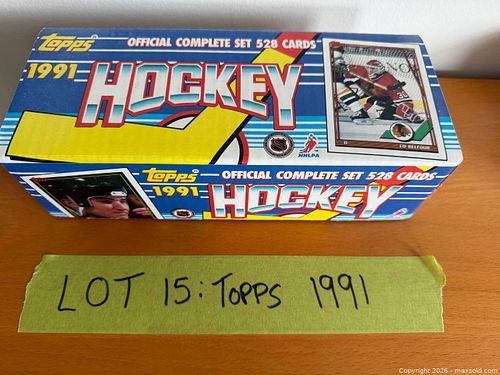 Topps OFFICIAL COMPLETE SET 528 CARDS
1991 HOCKEY
NHLPA
ED BELFOUR
Topps OFFICIAL COMPLETE SET 528 CARDS
1991 HOCKEY
LOT 15: TOPPS 1991
Copyright 2026 - maxsold.com